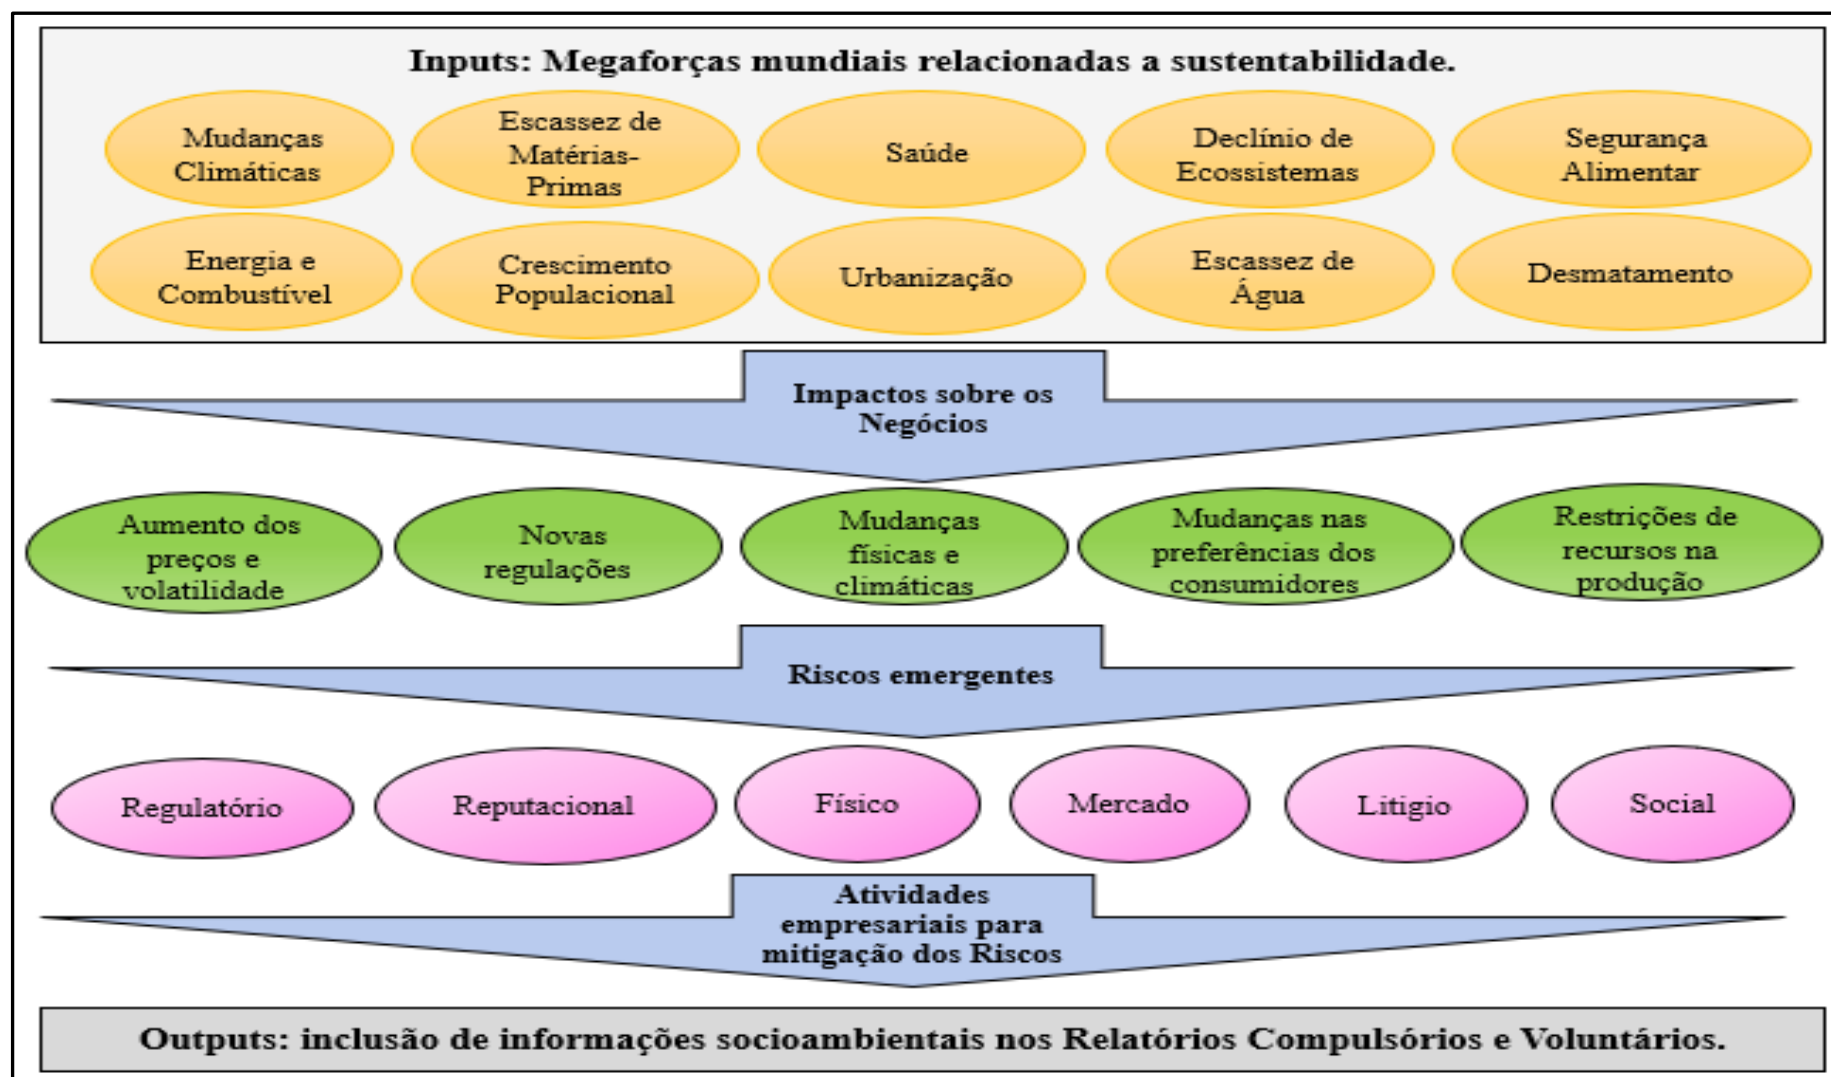 Inputs: Megaforças mundiais relacionadas a sustentabilidade.
Mudanças
Climáticas
Escassez de
Matérias-
Primas
Saúde
Declínio de
Ecossistemas
Segurança
Alimentar
Energia e
Combustível
Crescimento
Populacional
Urbanização
Escassez de
Água
Desmatamento
Impactos sobre os
Negócios
Aumento dos
preços e
volatilidade
Novas
regulações
Mudanças
físicas e
climáticas
Mudanças nas
preferências dos
consumidores
Restrições de
recursos na
produção
Riscos emergentes
Regulatório
Reputacional
Físico
Mercado
Litigio
Social
Atividades
empresariais para
mitigação dos Riscos
Outputs: inclusão de informações socioambientais nos Relatórios Compulsórios e Voluntários.